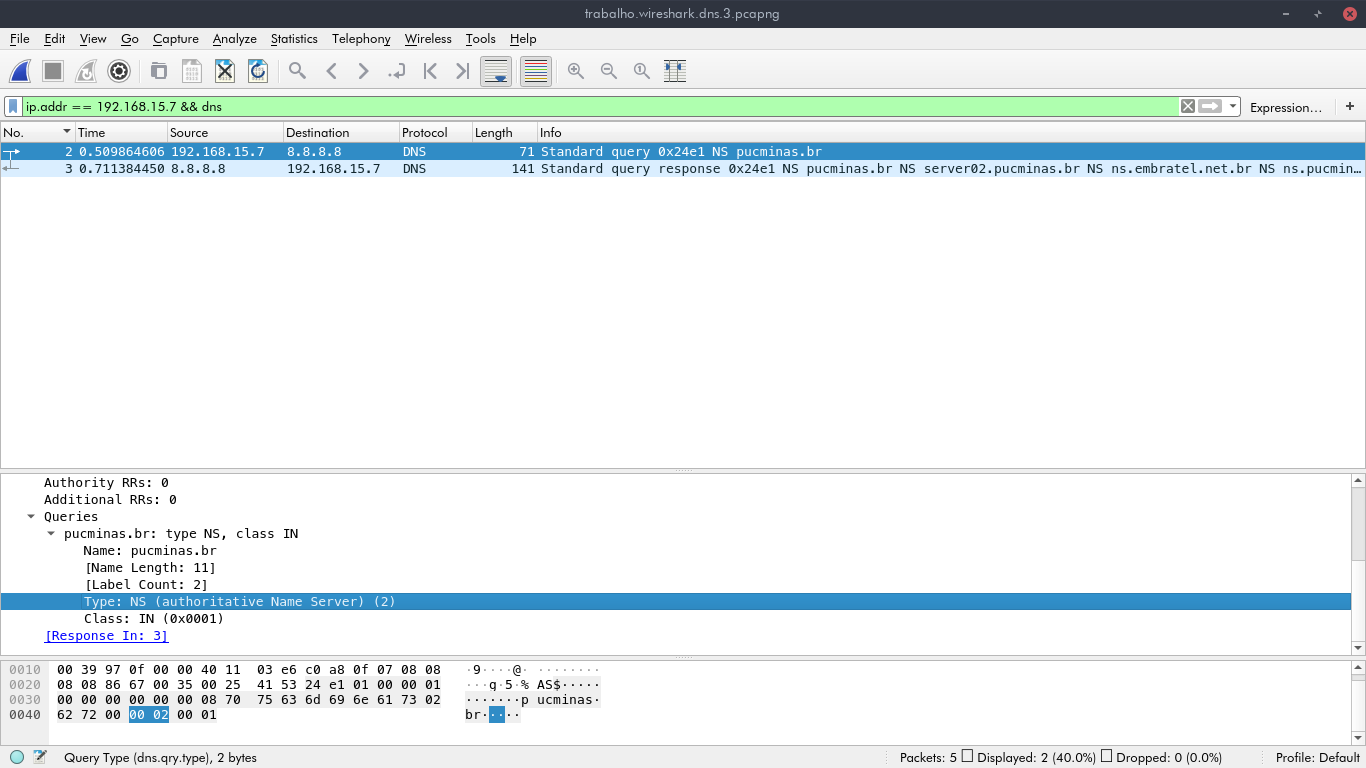 trabalho.wireshark.dns.3.pcapng
File Edit View Go Capture Analyze Statistics Telephony Wireless Tools Help
ip.addr == 192.168.15.7 && dns Expression… +
No. Time Source Destination Protocol Length Info
2 0.509864606 192.168.15.7 8.8.8.8 DNS 71 Standard query 0x24e1 NS pucminas.br
3 0.711384450 8.8.8.8 192.168.15.7 DNS 141 Standard query response 0x24e1 NS pucminas.br NS server02.pucminas.br NS ns.embratel.net.br NS ns.pucmin…
Authority RRs: 0
Additional RRs: 0
Queries
pucminas.br: type NS, class IN
Name: pucminas.br
[Name Length: 11]
[Label Count: 2]
Type: NS (authoritative Name Server) (2)
Class: IN (0x0001)
[Response In: 3]
0010 00 39 97 0f 00 00 40 11 03 e6 c0 a8 0f 07 08 08 ·9····@· ········
0020 08 08 86 67 00 35 00 25 41 53 24 e1 01 00 00 01 ···g·5·% AS$·····
0030 00 00 00 00 00 00 08 70 75 63 6d 69 6e 61 73 02 ·······p ucminas·
0040 62 72 00 00 02 00 01 br·····
Query Type (dns.qry.type), 2 bytes Packets: 5 Displayed: 2 (40.0%) Dropped: 0 (0.0%) Profile: Default